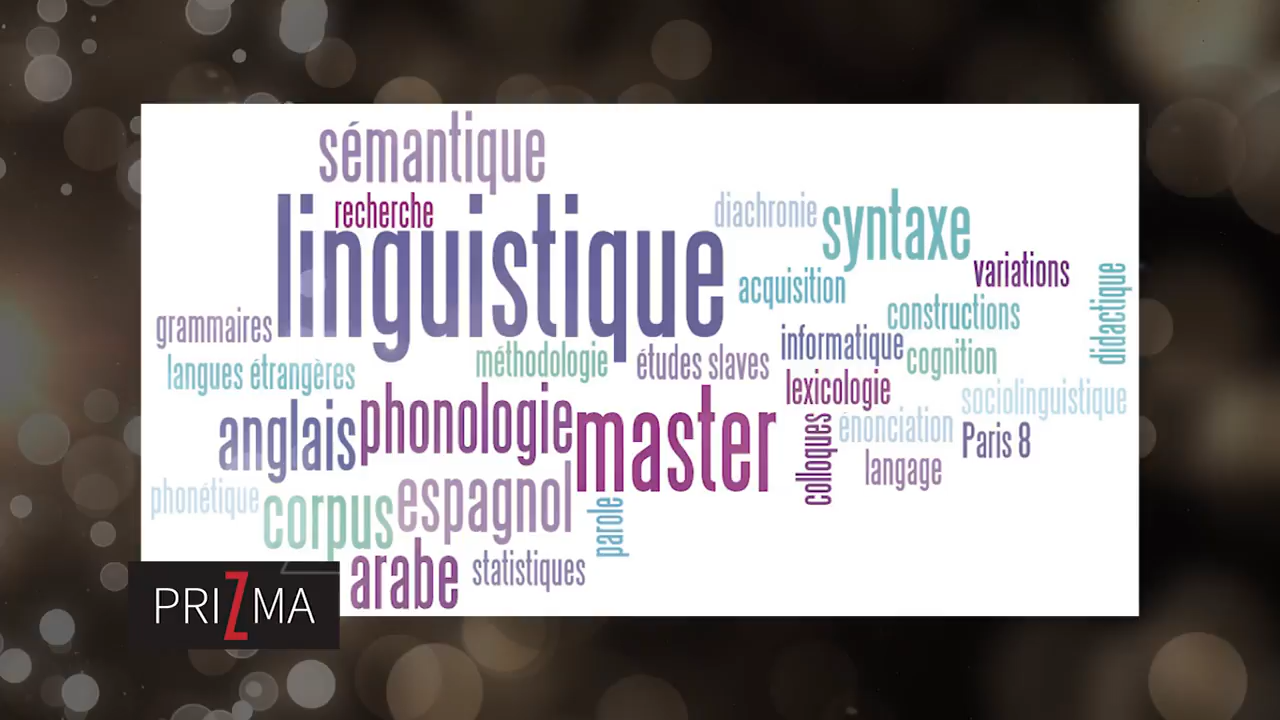 sémantique
recherche
linguistique
diachronie
syntaxe
variations
acquisition
didactique
constructions
grammaires
informatique
langues étrangères
méthodologie
études slaves
cognition
lexicologie
sociolinguistique
anglais
phonologie
master
colloques
énonciation
Paris 8
langage
phonétique
corpus
espagnol
parole
arabe
statistiques
PRIZMA